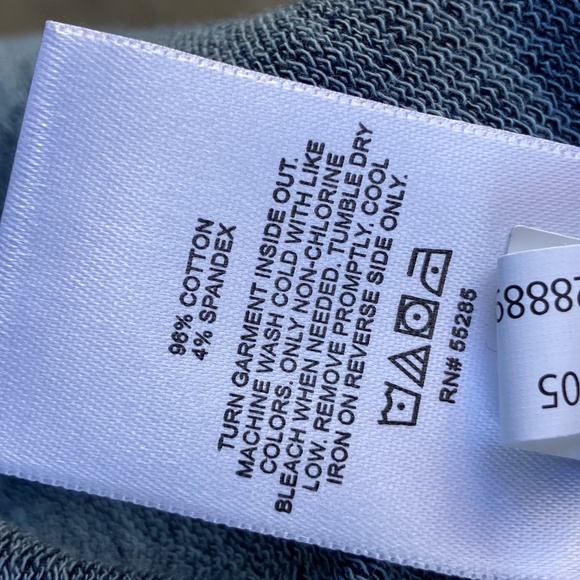 96% COTTON
4% SPANDEX
TURN GARMENT INSIDE OUT.
MACHINE WASH COLD WITH LIKE
COLORS. ONLY NON-CHLORINE
BLEACH WHEN NEEDED. TUMBLE DRY
LOW. REMOVE PROMPTLY. COOL
IRON ON REVERSE SIDE ONLY.
RN# 55285
05